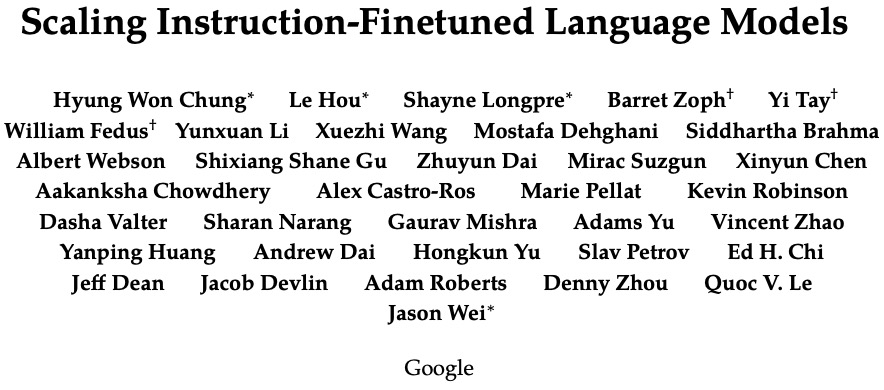 Scaling Instruction-Finetuned Language Models
Hyung Won Chung* Le Hou* Shayne Longpre* Barret Zoph† Yi Tay†
William Fedus† Yunxuan Li Xuezhi Wang Mostafa Dehghani Siddhartha Brahma
Albert Webson Shixiang Shane Gu Zhuyun Dai Mirac Suzgun Xinyun Chen
Aakanksha Chowdhery Alex Castro-Ros Marie Pellat Kevin Robinson
Dasha Valter Sharan Narang Gaurav Mishra Adams Yu Vincent Zhao
Yanping Huang Andrew Dai Hongkun Yu Slav Petrov Ed H. Chi
Jeff Dean Jacob Devlin Adam Roberts Denny Zhou Quoc V. Le
Jason Wei*
Google